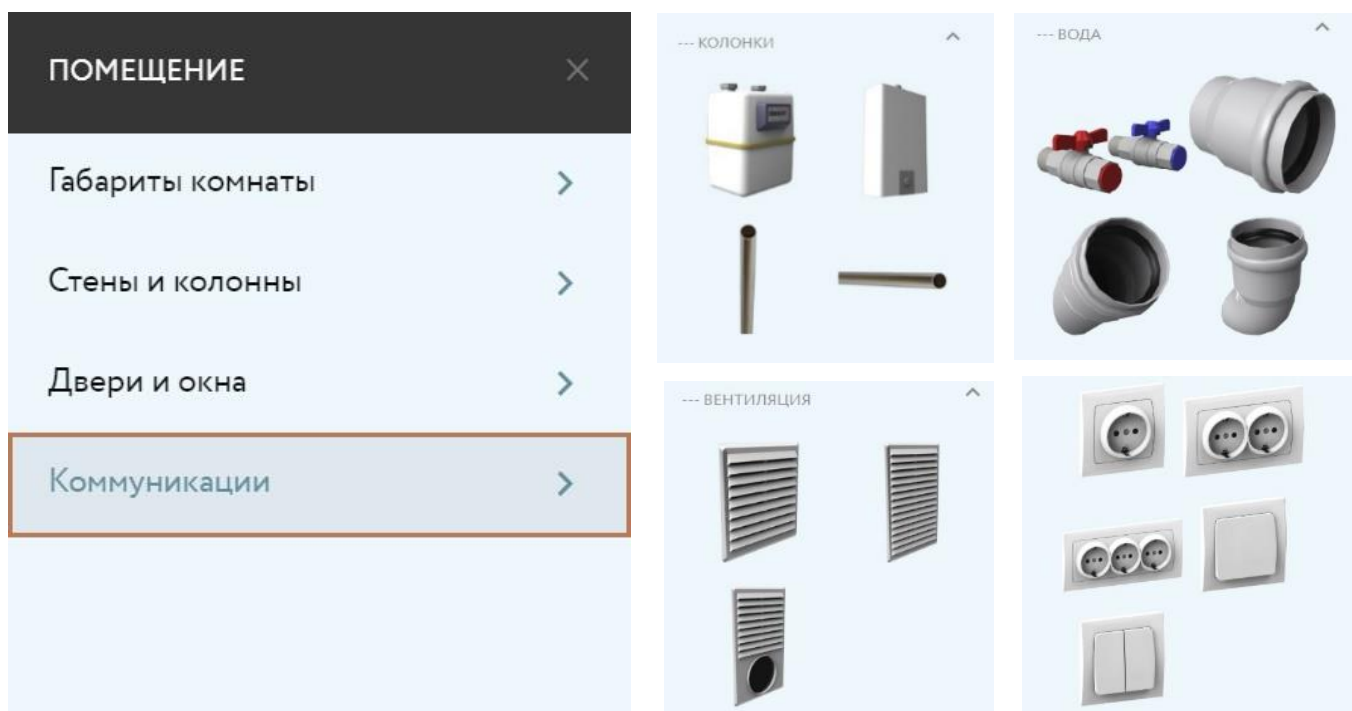 ПОМЕЩЕНИЕ
Габариты комнаты
Стены и колонны
Двери и окна
Коммуникации
--- КОЛОНКИ
--- ВОДА
--- ВЕНТИЛЯЦИЯ